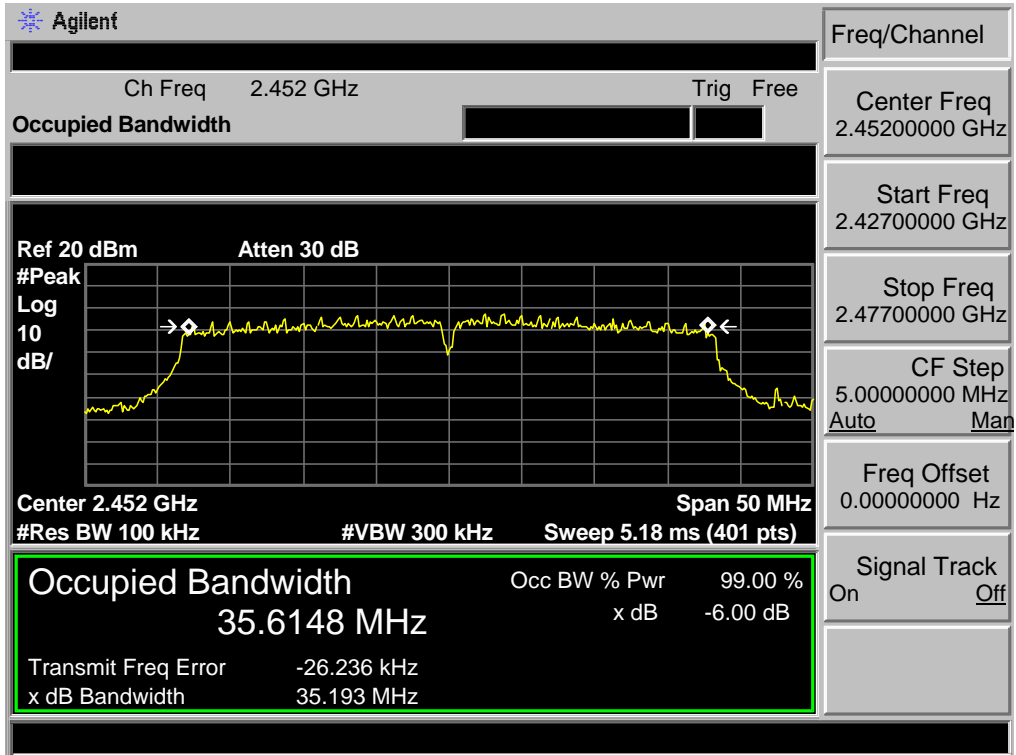 Agilent
Freq/Channel
Ch Freq 2.452 GHz Trig Free
Occupied Bandwidth
Center Freq
2.45200000 GHz
Start Freq
2.42700000 GHz
Stop Freq
2.47700000 GHz
CF Step
5.00000000 MHz
Auto Man
Freq Offset
0.00000000 Hz
Signal Track
On Off
Ref 20 dBm Atten 30 dB
#Peak
Log
10
dB/
Center 2.452 GHz Span 50 MHz
#Res BW 100 kHz #VBW 300 kHz Sweep 5.18 ms (401 pts)
Occupied Bandwidth Occ BW % Pwr 99.00 %
35.6148 MHz x dB -6.00 dB
Transmit Freq Error -26.236 kHz
x dB Bandwidth 35.193 MHz